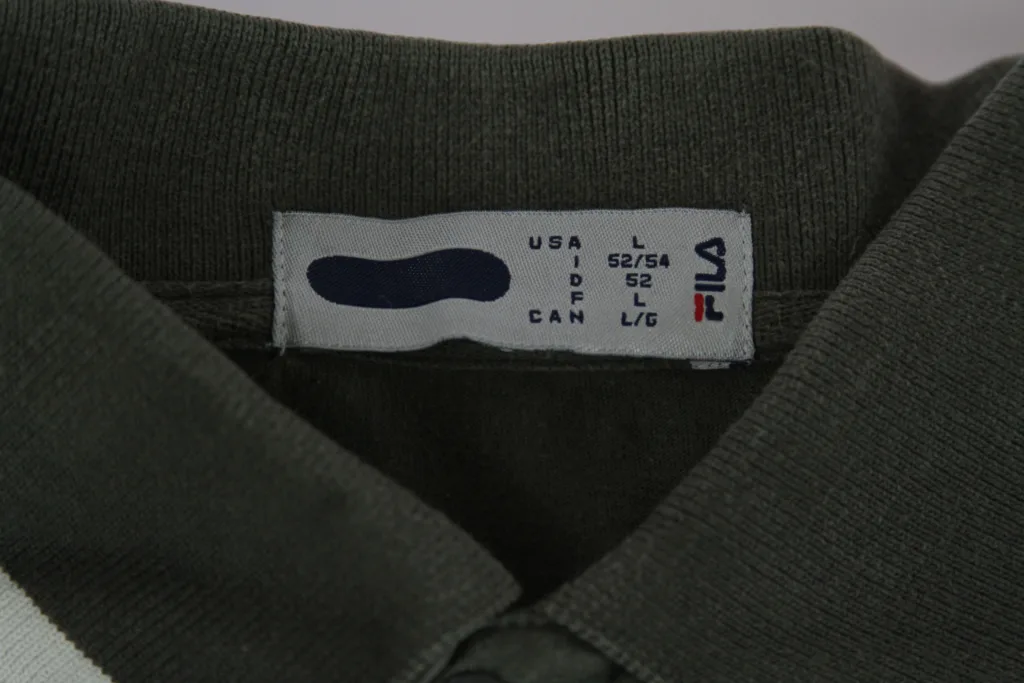 USA L
I 52/54
D 52
F L
CAN L/G
FILA